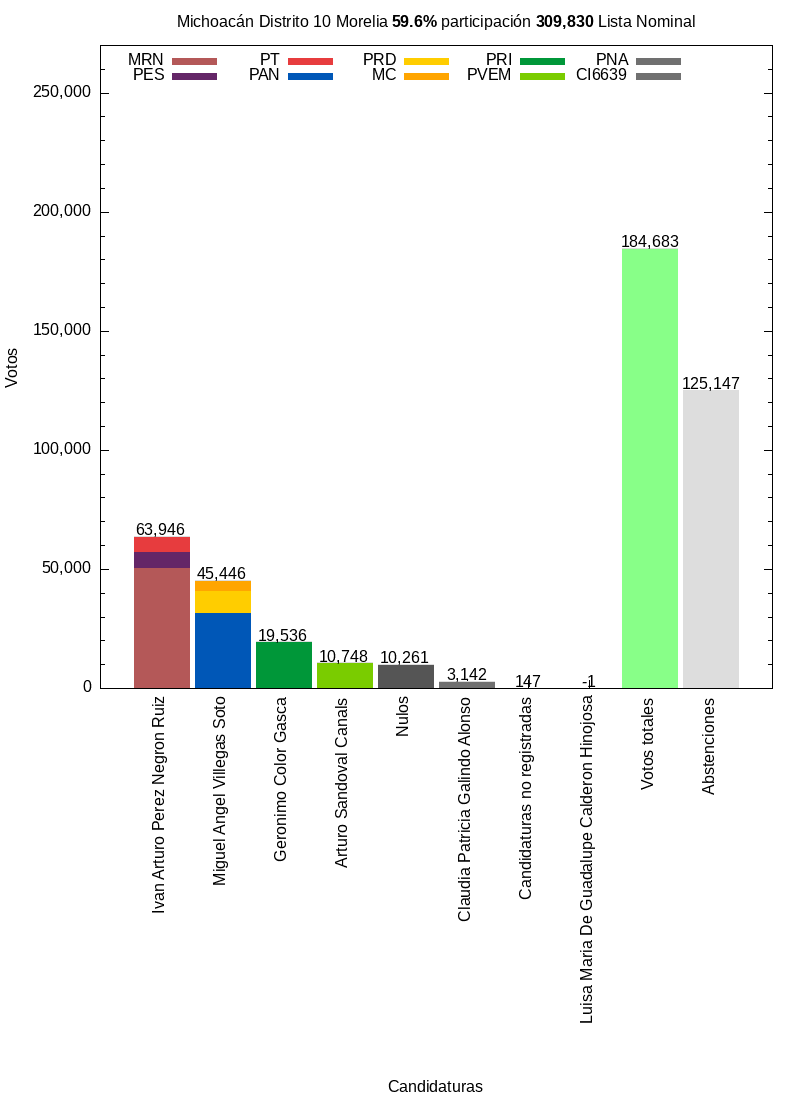 Michoacán Distrito 10 Morelia 59.6% participación 309,830 Lista Nominal
MRN PT PRD PRI PNA
PES PAN MC PVEM CI6639
250,000
200,000
150,000
100,000
50,000
0
Votos
63,946
45,446
19,536
10,748
10,261
3,142
147
-1
184,683
125,147
Ivan Arturo Perez Negron Ruiz
Miguel Angel Villegas Soto
Geronimo Color Gasca
Arturo Sandoval Canals
Nulos
Claudia Patricia Galindo Alonso
Candidaturas no registradas
Luisa Maria De Guadalupe Calderon Hinojosa
Votos totales
Abstenciones
Candidaturas